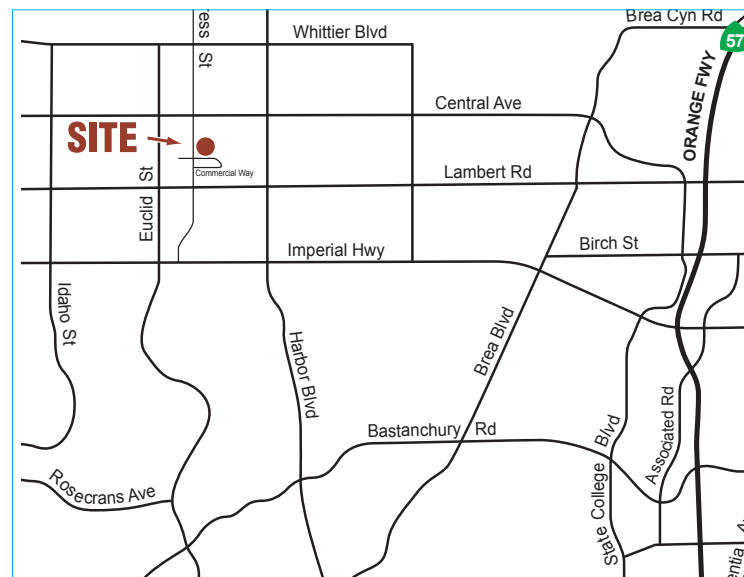 Brea Cyn Rd
57
Whittier Blvd
St
ORANGE FWY
Central Ave
SITE
Commercial Way
Lambert Rd
Euclid St
Imperial Hwy
Birch St
Idaho St
Harbor Blvd
Brea Blvd
Bastanchury Rd
State College Blvd
Associated Rd
Rosecrans Ave